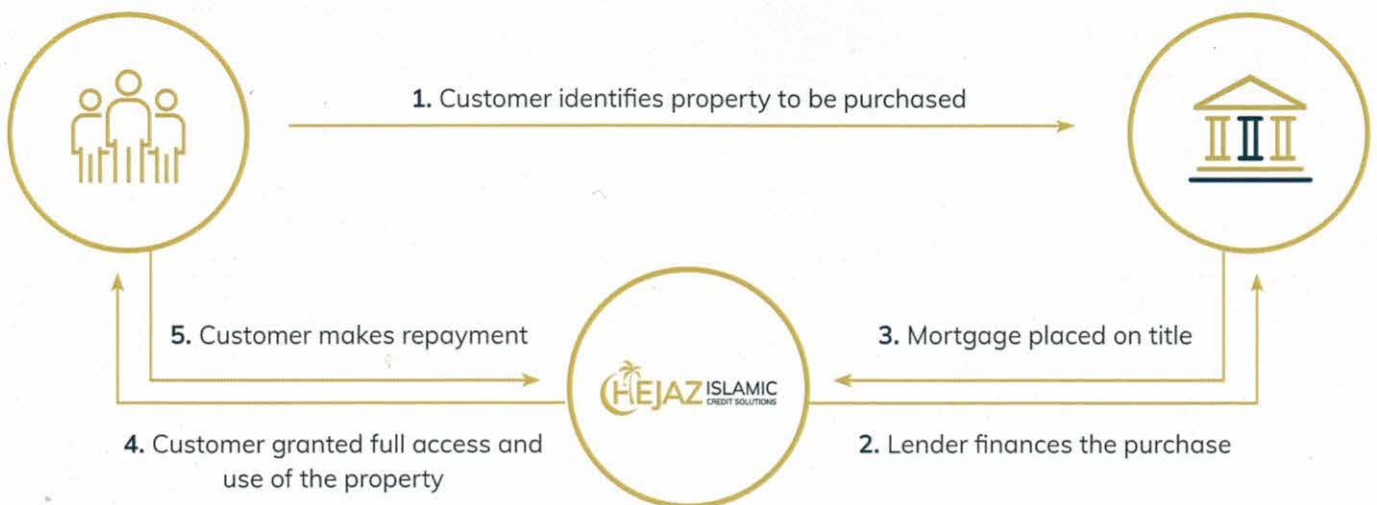 1. Customer identifies property to be purchased
5. Customer makes repayment
3. Mortgage placed on title
HEJAZ ISLAMIC
CREDIT SOLUTIONS
4. Customer granted full access and
use of the property
2. Lender finances the purchase